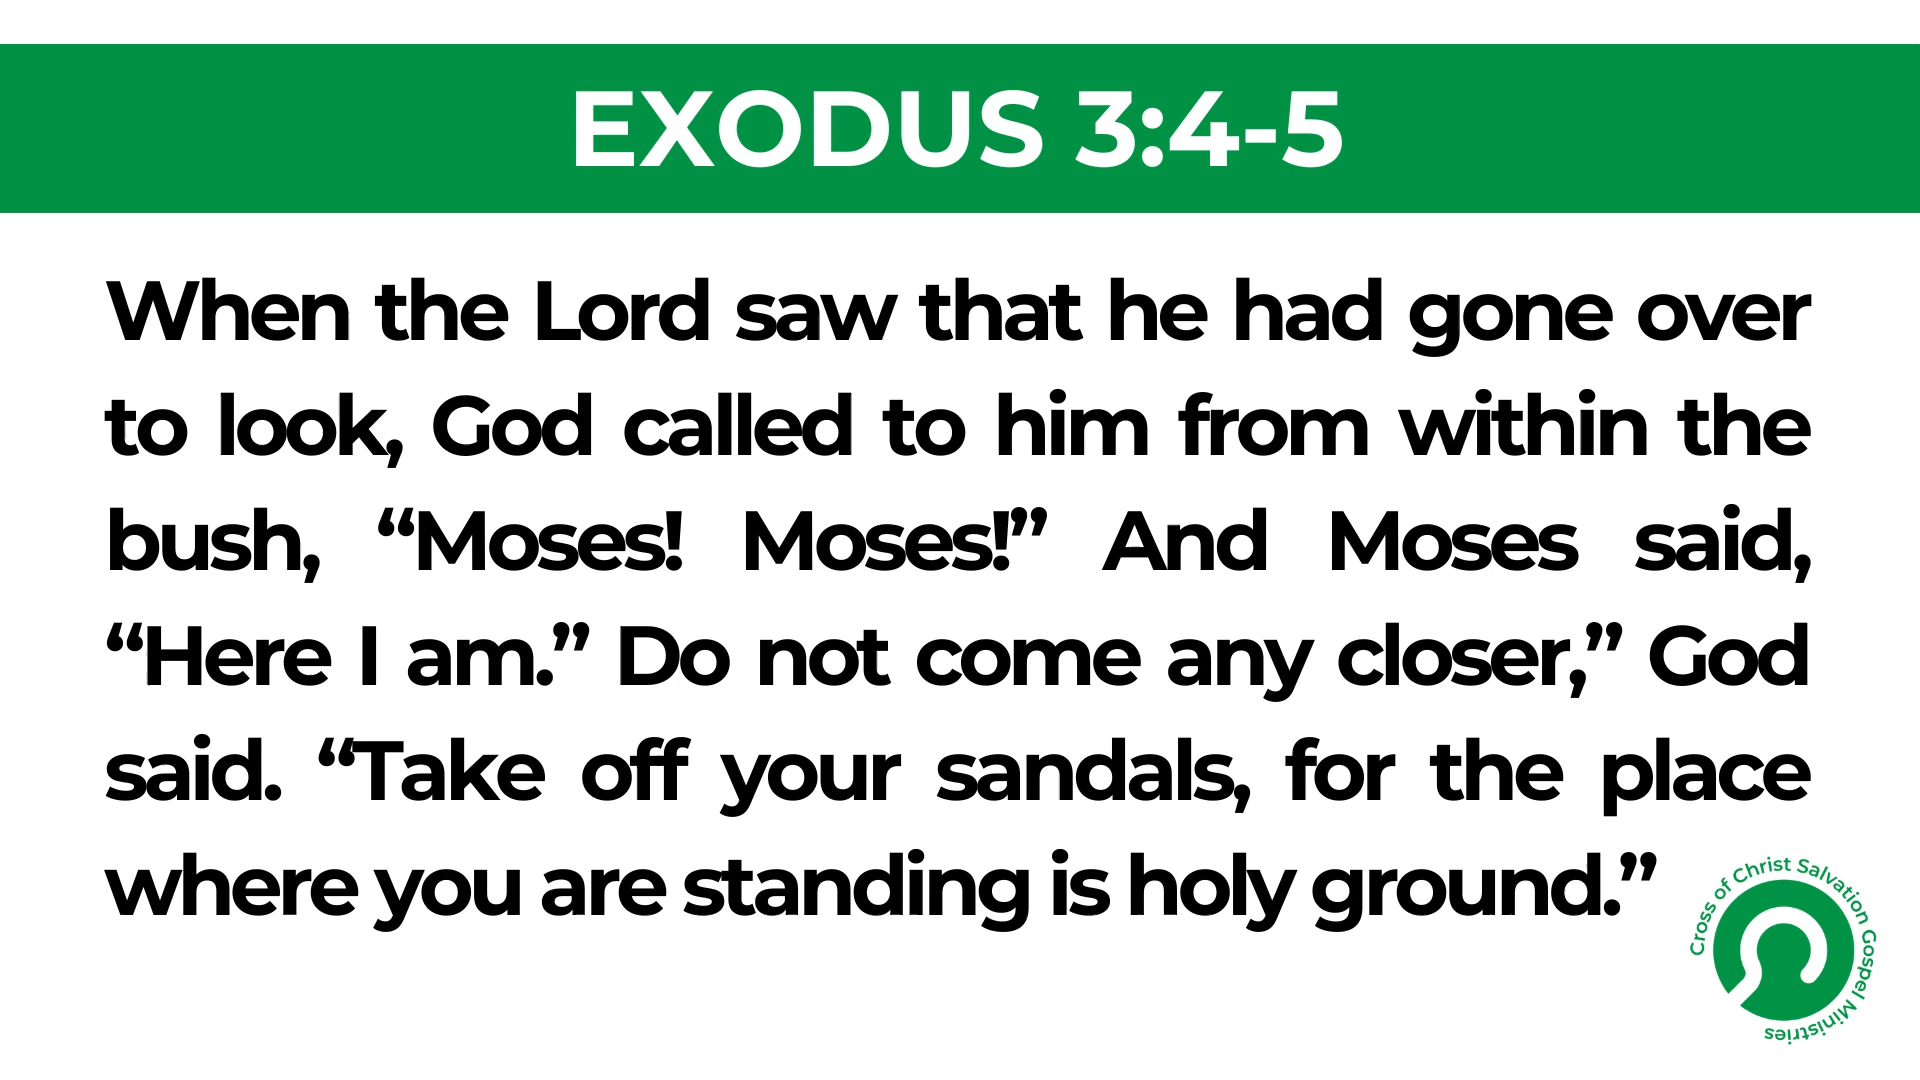 EXODUS 3:4-5
When the Lord saw that he had gone over
to look, God called to him from within the
bush, “Moses! Moses!” And Moses said,
“Here I am.” Do not come any closer,” God
said. “Take off your sandals, for the place
where you are standing is holy ground.”
Cross of Christ Salvation Gospel Ministries